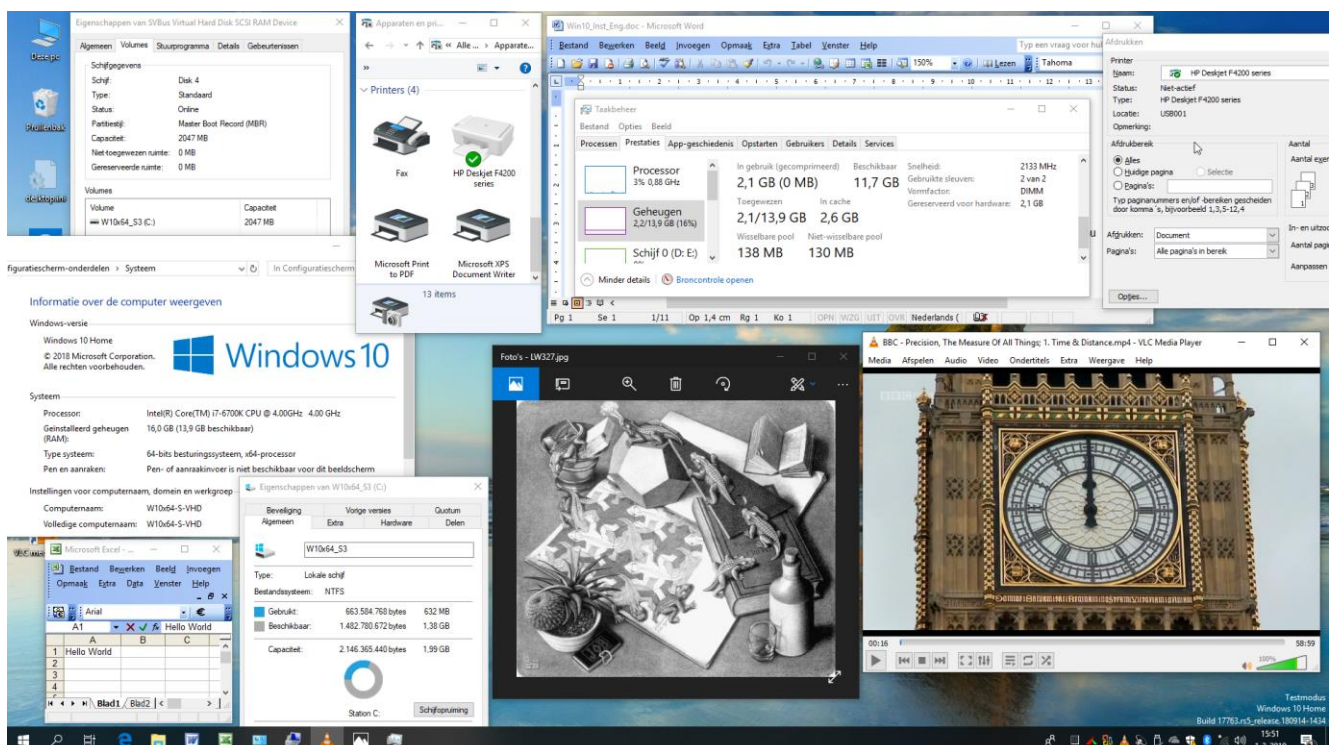 Deze pc
Prullenbak
desktop.ini
Eigenschappen van SVBus Virtual Hard Disk SCSI RAM Device
Algemeen Volumes Stuurprogramma Details Gebeurtenissen
Schijfgegevens
Schijf: Disk 4
Type: Standaard
Status: Online
Partitiestijl: Master Boot Record (MBR)
Capaciteit: 2047 MB
Niet-toegewezen ruimte: 0 MB
Gereserveerde ruimte: 0 MB
Volumes
Volume Capaciteit
W10x64_S3 (C:) 2047 MB
Apparaten en pri...
« Alle ... › Apparate...
»
Printers (4)
Fax
HP Deskjet F4200
series
Microsoft Print
to PDF
Microsoft XPS
Document Writer
13 items
Win10_Inst_Eng.doc - Microsoft Word
Bestand Bewerken Beeld Invoegen Opmaak Extra Tabel Venster Help
Typ een vraag voor hul
150% Lezen Tahoma
Taakbeheer
Bestand Opties Beeld
Processen Prestaties App-geschiedenis Opstarten Gebruikers Details Services
Processor
3% 0,88 GHz
Geheugen
2,2/13,9 GB (16%)
Schijf 0 (D: E:)
In gebruik (gecomprimeerd) Beschikbaar
2,1 GB (0 MB) 11,7 GB
Toegewezen In cache
2,1/13,9 GB 2,6 GB
Wisselbare pool Niet-wisselbare pool
138 MB 130 MB
Snelheid: 2133 MHz
Gebruikte sleuven: 2 van 2
Vormfactor: DIMM
Gereserveerd voor hardware: 2,1 GB
Minder details Broncontrole openen
Pg 1 Se 1 1/11 Op 1,4 cm Rg 1 Ko 1 OPN WZG UIT OVR Nederlands (
Afdrukken
Printer
Naam: HP Deskjet F4200 series
Status: Niet-actief
Type: HP Deskjet F4200 series
Locatie: USB001
Opmerking:
Afdrukbereik
Alles
Huidige pagina Selectie
Pagina's:
Typ paginanummers en/of -bereiken gescheiden
door komma´s, bijvoorbeeld 1,3,5-12,4
Aantal
Aantal exer
Afdrukken: Document
Pagina's: Alle pagina's in bereik
In- en uitzoo
Aantal pagi
Aanpassen
Opties...
figuratiescherm-onderdelen › Systeem
In Configuratiescherm
Informatie over de computer weergeven
Windows-versie
Windows 10 Home
© 2018 Microsoft Corporation.
Alle rechten voorbehouden.
Windows 10
Systeem
Processor: Intel(R) Core(TM) i7-6700K CPU @ 4.00GHz 4.00 GHz
Geïnstalleerd geheugen
(RAM): 16,0 GB (13,9 GB beschikbaar)
Type systeem: 64-bits besturingssysteem, x64-processor
Pen en aanraken: Pen- of aanraakinvoer is niet beschikbaar voor dit beeldscherm
Instellingen voor computernaam, domein en werkgroep
Computernaam: W10x64-S-VHD
Volledige computernaam: W10x64-S-VHD
Eigenschappen van W10x64_S3 (C:)
Beveiliging Vorige versies Quotum
Algemeen Extra Hardware Delen
W10x64_S3
Type: Lokale schijf
Bestandssysteem: NTFS
Gebruikt: 663.584.768 bytes 632 MB
Beschikbaar: 1.482.780.672 bytes 1,38 GB
Capaciteit: 2.146.365.440 bytes 1,99 GB
Station C:
Schijfopruiming
Microsoft Excel - ...
Bestand Bewerken Beeld Invoegen
Opmaak Extra Data Venster Help
Arial €
A1 fx Hello World
A B C
1 Hello World
2
3
4
Blad1 Blad2
Foto's - LW327.jpg
BBC - Precision, The Measure Of All Things; 1. Time & Distance.mp4 - VLC Media Player
Media Afspelen Audio Video Ondertitels Extra Weergave Help
BBC
00:16 58:59
100%
Testmodus
Windows 10 Home
Build 17763.rs5_release.180914-1434
15:51